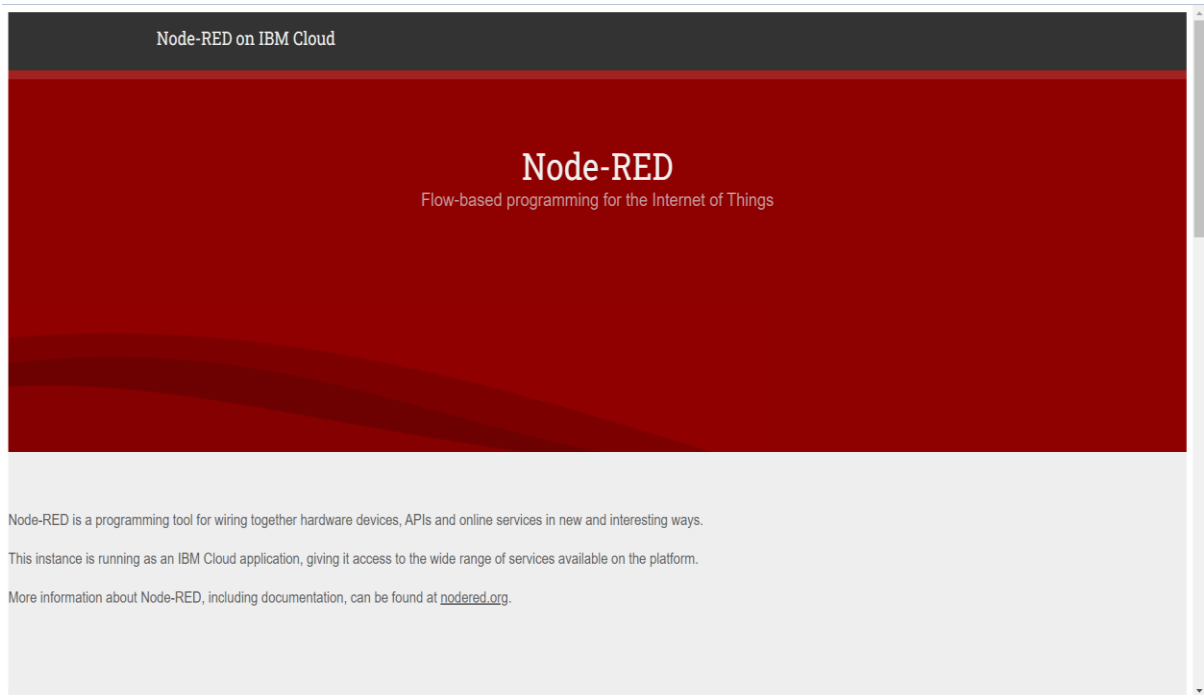 Node-RED on IBM Cloud
Node-RED
Flow-based programming for the Internet of Things
Node-RED is a programming tool for wiring together hardware devices, APIs and online services in new and interesting ways.
This instance is running as an IBM Cloud application, giving it access to the wide range of services available on the platform.
More information about Node-RED, including documentation, can be found at nodered.org.